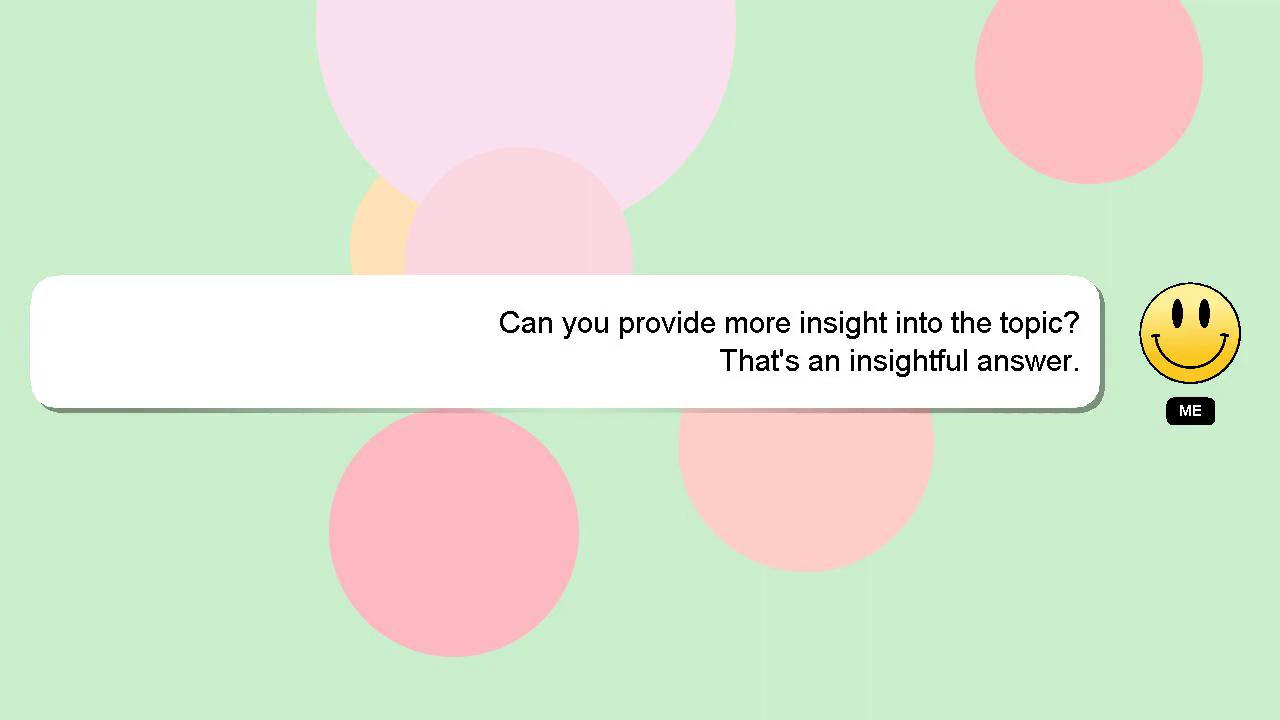 Can you provide more insight into the topic?
That's an insightful answer.
ME